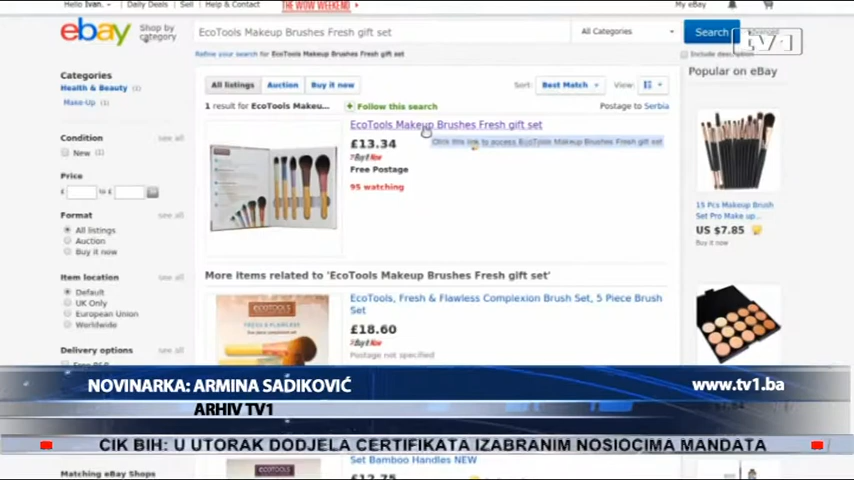 Hello Ivan.
Daily Deals
Sell
Help & Contact
THE WOW WEEKEND
My eBay
ebay
Shop by
category
EcoTools Makeup Brushes Fresh gift set
All Categories
Search
tv1
Refine your search for EcoTools Makeup Brushes Fresh gift set
Include description
Categories
Health & Beauty (1)
Make-Up (1)
Condition
see all
New (1)
Price
£ to £
Format
see all
All listings
Auction
Buy it now
Item location
see all
Default
UK Only
European Union
Worldwide
Delivery options
see all
Matching eBay Shops
All listings
Auction
Buy it now
Sort:
Best Match
View:
1 result for EcoTools Makeu...
Follow this search
Postage to Serbia
EcoTools Makeup Brushes Fresh gift set
Click this link to access EcoTools Makeup Brushes Fresh gift set
£13.34
Buy It Now
Free Postage
95 watching
More items related to 'EcoTools Makeup Brushes Fresh gift set'
ECOTOOLS
FRESH & FLAWLESS
EcoTools, Fresh & Flawless Complexion Brush Set, 5 Piece Brush
Set
£18.60
Buy It Now
Postage not specified
Set Bamboo Handles NEW
£12.75
Popular on eBay
15 Pcs Makeup Brush
Set Pro Make up...
US $7.85
Buy it now
NOVINARKA: ARMINA SADIKOVIĆ
www.tv1.ba
ARHIV TV1
CIK BIH: U UTORAK DODJELA CERTIFIKATA IZABRANIM NOSIOCIMA MANDATA